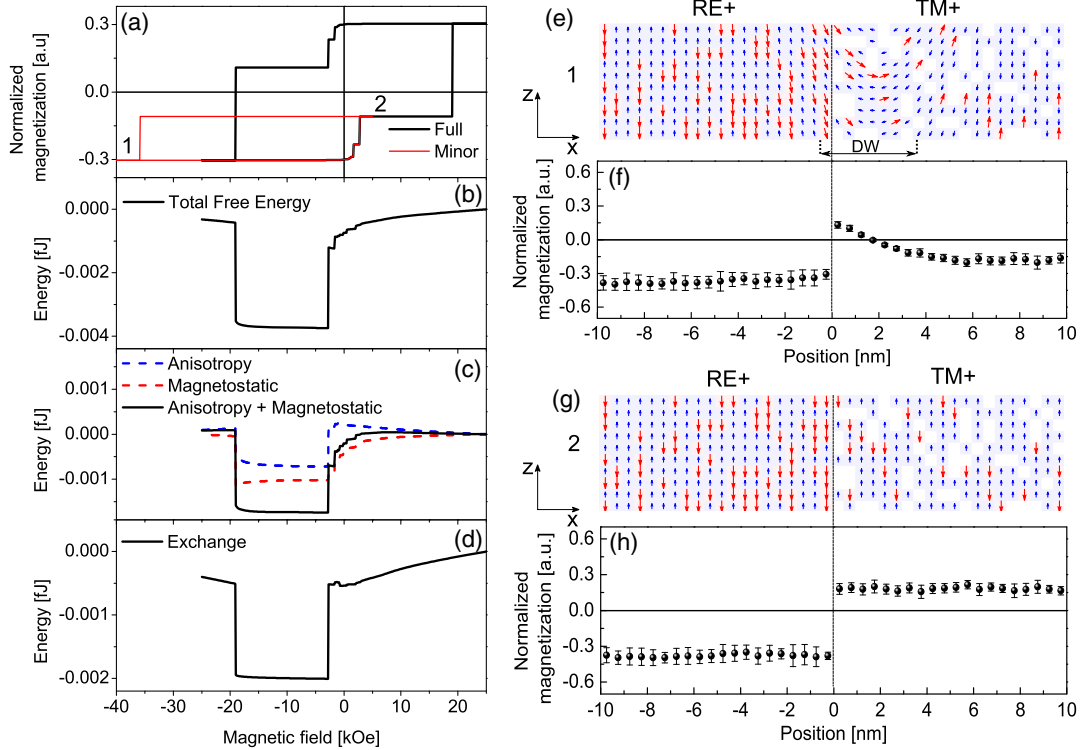 (a)
Normalized
magnetization [a.u]
0.3
0.0
-0.3
1
2
Full
Minor
(b)
Total Free Energy
Energy [fJ]
0.000
-0.002
-0.004
(c)
Anisotropy
Magnetostatic
Anisotropy + Magnetostatic
Energy [fJ]
0.001
0.000
-0.001
(d)
Exchange
Energy [fJ]
0.000
-0.001
-0.002
-40 -30 -20 -10 0 10 20
Magnetic field [kOe]
(e)
RE+
TM+
1
Z
X
DW
(f)
Normalized
magnetization [a.u.]
0.6
0.3
0.0
-0.3
-0.6
-10 -8 -6 -4 -2 0 2 4 6 8 10
Position [nm]
(g)
RE+
TM+
2
Z
X
(h)
Normalized
magnetization [a.u.]
0.6
0.3
0.0
-0.3
-0.6
-10 -8 -6 -4 -2 0 2 4 6 8 10
Position [nm]